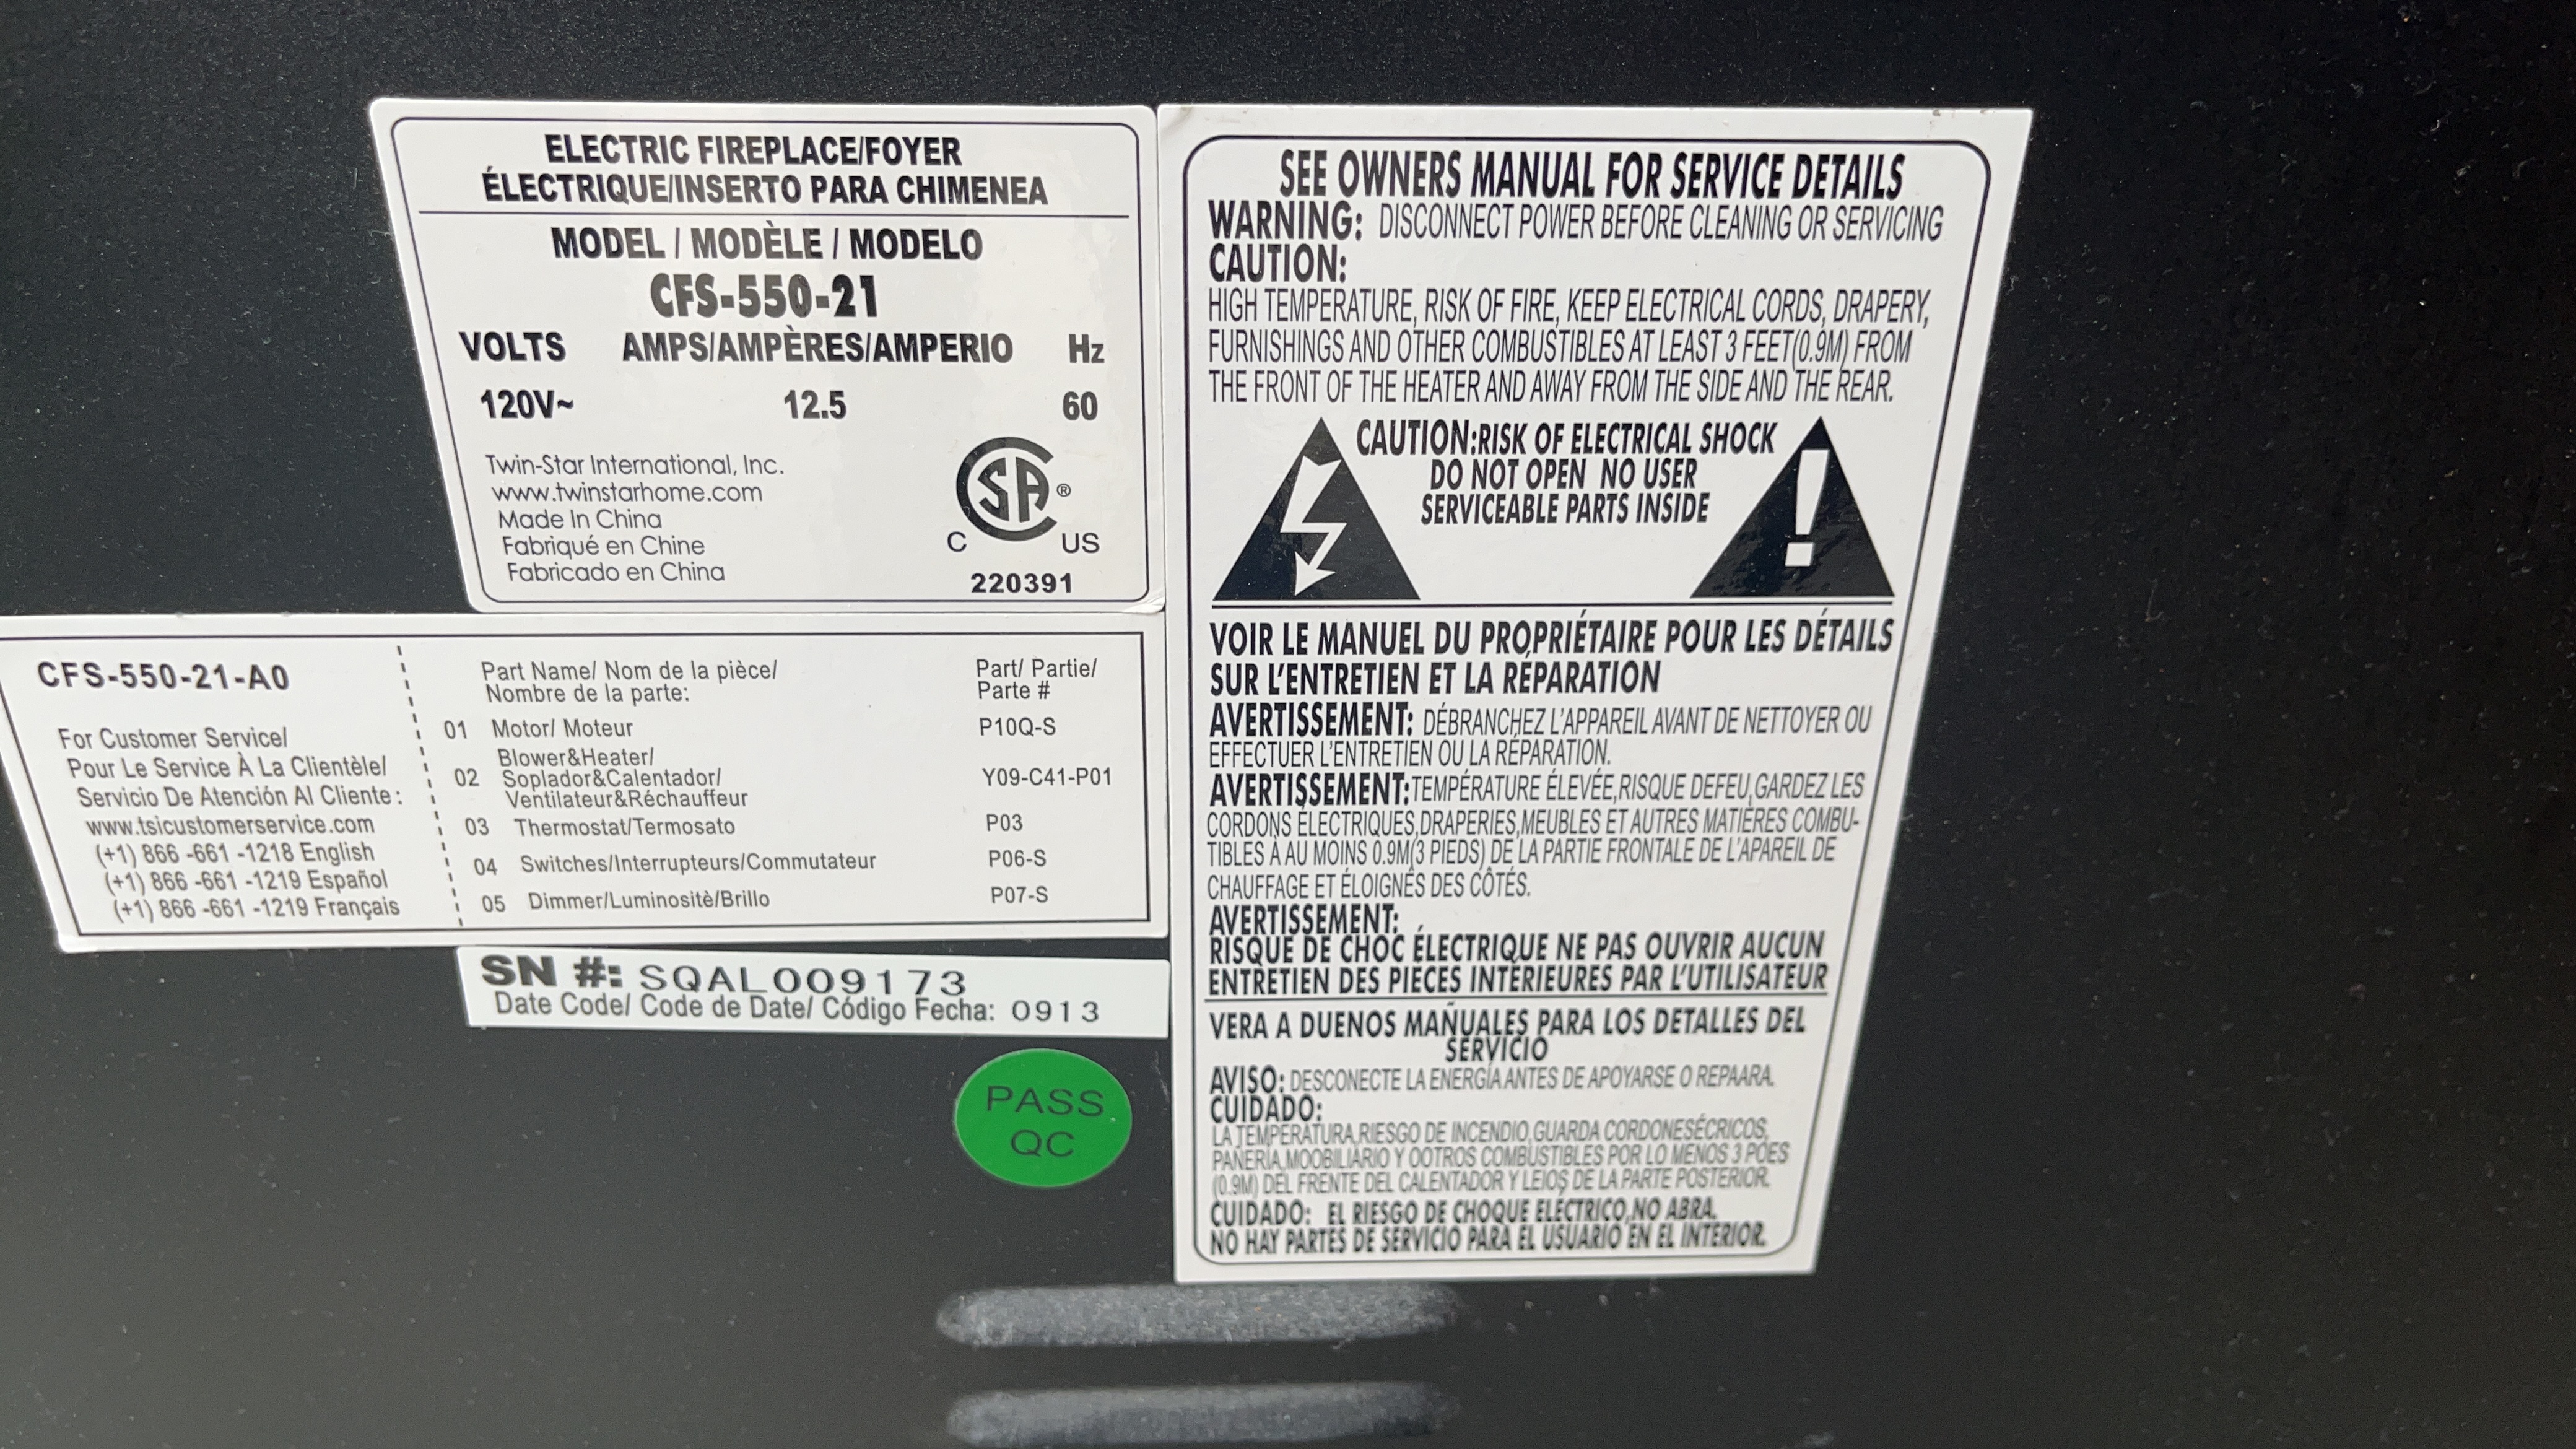 ELECTRIC FIREPLACE/FOYER
ÉLECTRIQUE/INSERTO PARA CHIMENEA
MODEL / MODÈLE / MODELO
CFS-550-21
VOLTS AMPS/AMPÈRES/AMPERIO Hz
120V~ 12.5 60
Twin-Star International, Inc.
www.twinstarhome.com
Made In China
Fabriqué en Chine
Fabricado en China
CSA®
C US
220391
CFS-550-21-A0
For Customer Service/
Pour Le Service À La Clientèle/
Servicio De Atención Al Cliente :
www.tsicustomerservice.com
(+1) 866 -661 -1218 English
(+1) 866 -661 -1219 Español
(+1) 866 -661 -1219 Français
Part Name/ Nom de la pièce/
Nombre de la parte:
Part/ Partie/
Parte #
01 Motor/ Moteur P10Q-S
Blower&Heater/
02 Soplador&Calentador/ Y09-C41-P01
Ventilateur&Réchauffeur
03 Thermostat/Termosato P03
04 Switches/Interrupteurs/Commutateur P06-S
05 Dimmer/Luminositè/Brillo P07-S
SN #: SQAL009173
Date Code/ Code de Date/ Código Fecha: 0913
PASS
QC
SEE OWNERS MANUAL FOR SERVICE DETAILS
WARNING: DISCONNECT POWER BEFORE CLEANING OR SERVICING
CAUTION:
HIGH TEMPERATURE, RISK OF FIRE, KEEP ELECTRICAL CORDS, DRAPERY,
FURNISHINGS AND OTHER COMBUSTIBLES AT LEAST 3 FEET(0.9M) FROM
THE FRONT OF THE HEATER AND AWAY FROM THE SIDE AND THE REAR.
CAUTION:RISK OF ELECTRICAL SHOCK
DO NOT OPEN NO USER
SERVICEABLE PARTS INSIDE
VOIR LE MANUEL DU PROPRIÉTAIRE POUR LES DÉTAILS
SUR L'ENTRETIEN ET LA RÉPARATION
AVERTISSEMENT: DÉBRANCHEZ L'APPAREIL AVANT DE NETTOYER OU
EFFECTUER L'ENTRETIEN OU LA RÉPARATION.
AVERTISSEMENT:TEMPÉRATURE ÉLEVÉE,RISQUE DEFEU,GARDEZ LES
CORDONS ÉLECTRIQUES,DRAPERIES,MEUBLES ET AUTRES MATIÈRES COMBU-
TIBLES À AU MOINS 0.9M(3 PIEDS) DE LA PARTIE FRONTALE DE L'APAREIL DE
CHAUFFAGE ET ÉLOIGNÉS DES CÔTÉS.
AVERTISSEMENT:
RISQUE DE CHOC ÉLECTRIQUE NE PAS OUVRIR AUCUN
ENTRETIEN DES PIECES INTÉRIEURES PAR L'UTILISATEUR
VERA A DUENOS MAÑUALES PARA LOS DETALLES DEL
SERVICIO
AVISO: DESCONECTE LA ENERGÍA ANTES DE APOYARSE O REPAARA.
CUIDADO:
LA TEMPERATURA,RIESGO DE INCENDIO,GUARDA CORDONESÉCRICOS,
PAÑERIA,MOOBILIARIO Y OOTROS COMBUSTIBLES POR LO MENOS 3 POES
(0.9M) DEL FRENTE DEL CALENTADOR Y LEIOS DE LA PARTE POSTERIOR.
CUIDADO: EL RIESGO DE CHOQUE ELÉCTRICO,NO ABRA.
NO HAY PARTES DE SERVICIO PARA EL USUARIO EN EL INTERIOR.